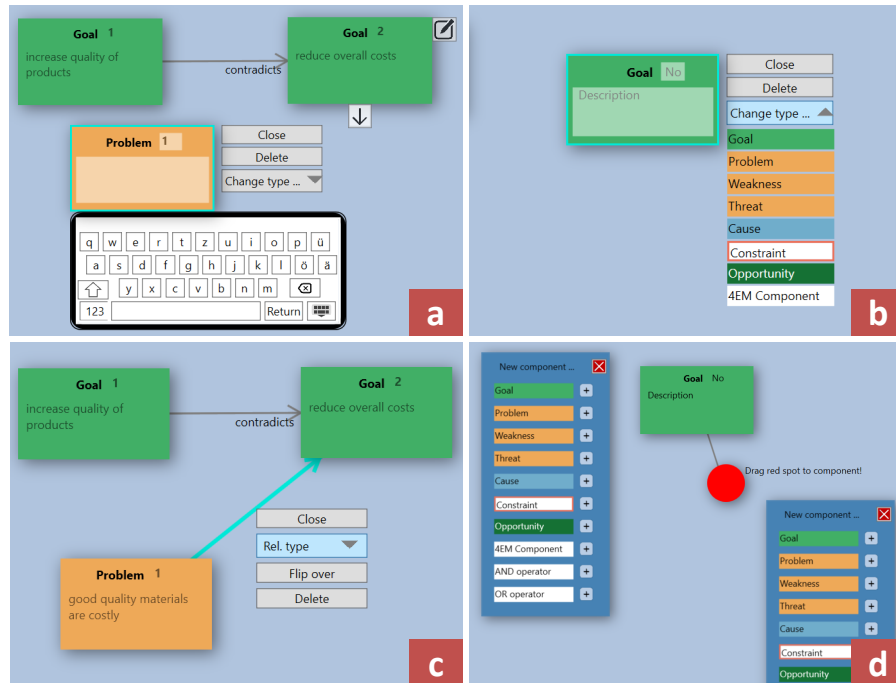 Goal 1
increase quality of
products
contradicts
Goal 2
reduce overall costs
Problem 1
Close
Delete
Change type ...
q w e r t z u i o p ü
a s d f g h j k l ö ä
y x c v b n m
123
Return
a
Goal No
Description
Close
Delete
Change type ...
Goal
Problem
Weakness
Threat
Cause
Constraint
Opportunity
4EM Component
b
Goal 1
increase quality of
products
contradicts
Goal 2
reduce overall costs
Problem 1
good quality materials
are costly
Close
Rel. type
Flip over
Delete
c
New component ...
Goal
Problem
Weakness
Threat
Cause
Constraint
Opportunity
4EM Component
AND operator
OR operator
Goal No
Description
Drag red spot to component!
New component ...
Goal
Problem
Weakness
Threat
Cause
Constraint
Opportunity
d